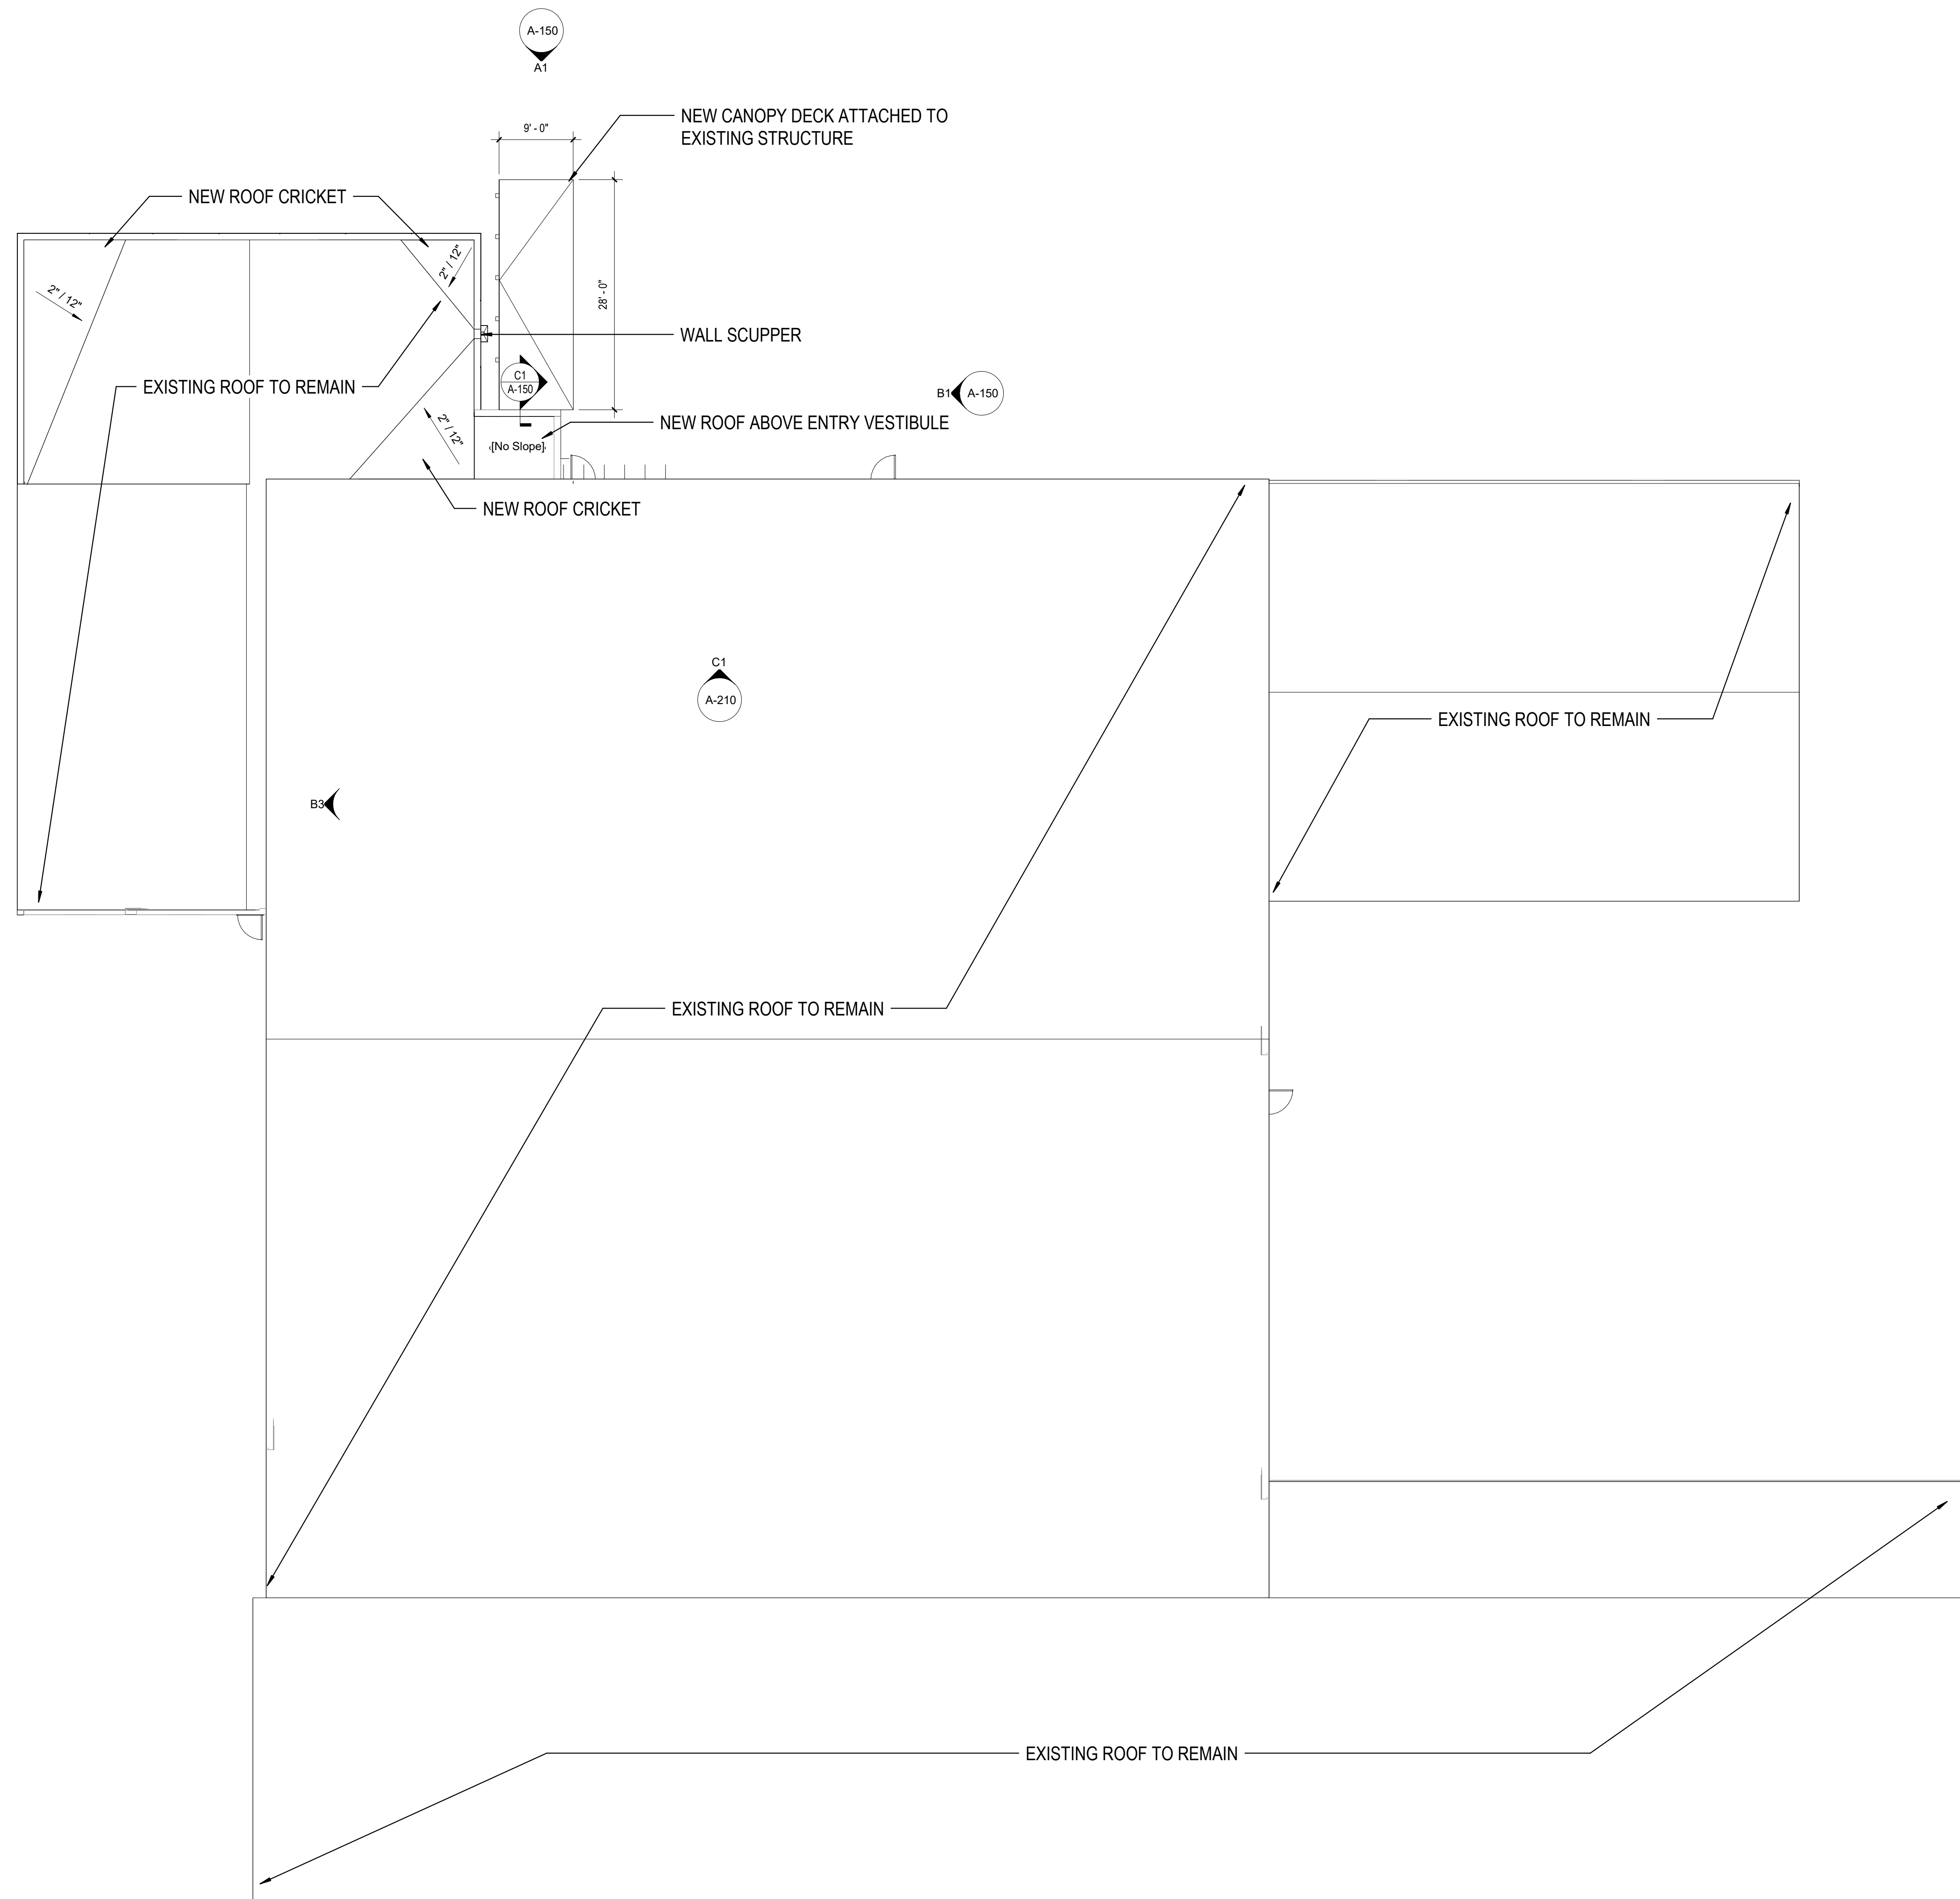 A-150
A1
NEW CANOPY DECK ATTACHED TO
EXISTING STRUCTURE
9' - 0"
NEW ROOF CRICKET
2" / 12"
2" / 12"
28' - 0"
WALL SCUPPER
EXISTING ROOF TO REMAIN
C1
A-150
B1
A-150
NEW ROOF ABOVE ENTRY VESTIBULE
2" / 12"
[No Slope]
NEW ROOF CRICKET
C1
A-210
EXISTING ROOF TO REMAIN
B3
EXISTING ROOF TO REMAIN
EXISTING ROOF TO REMAIN